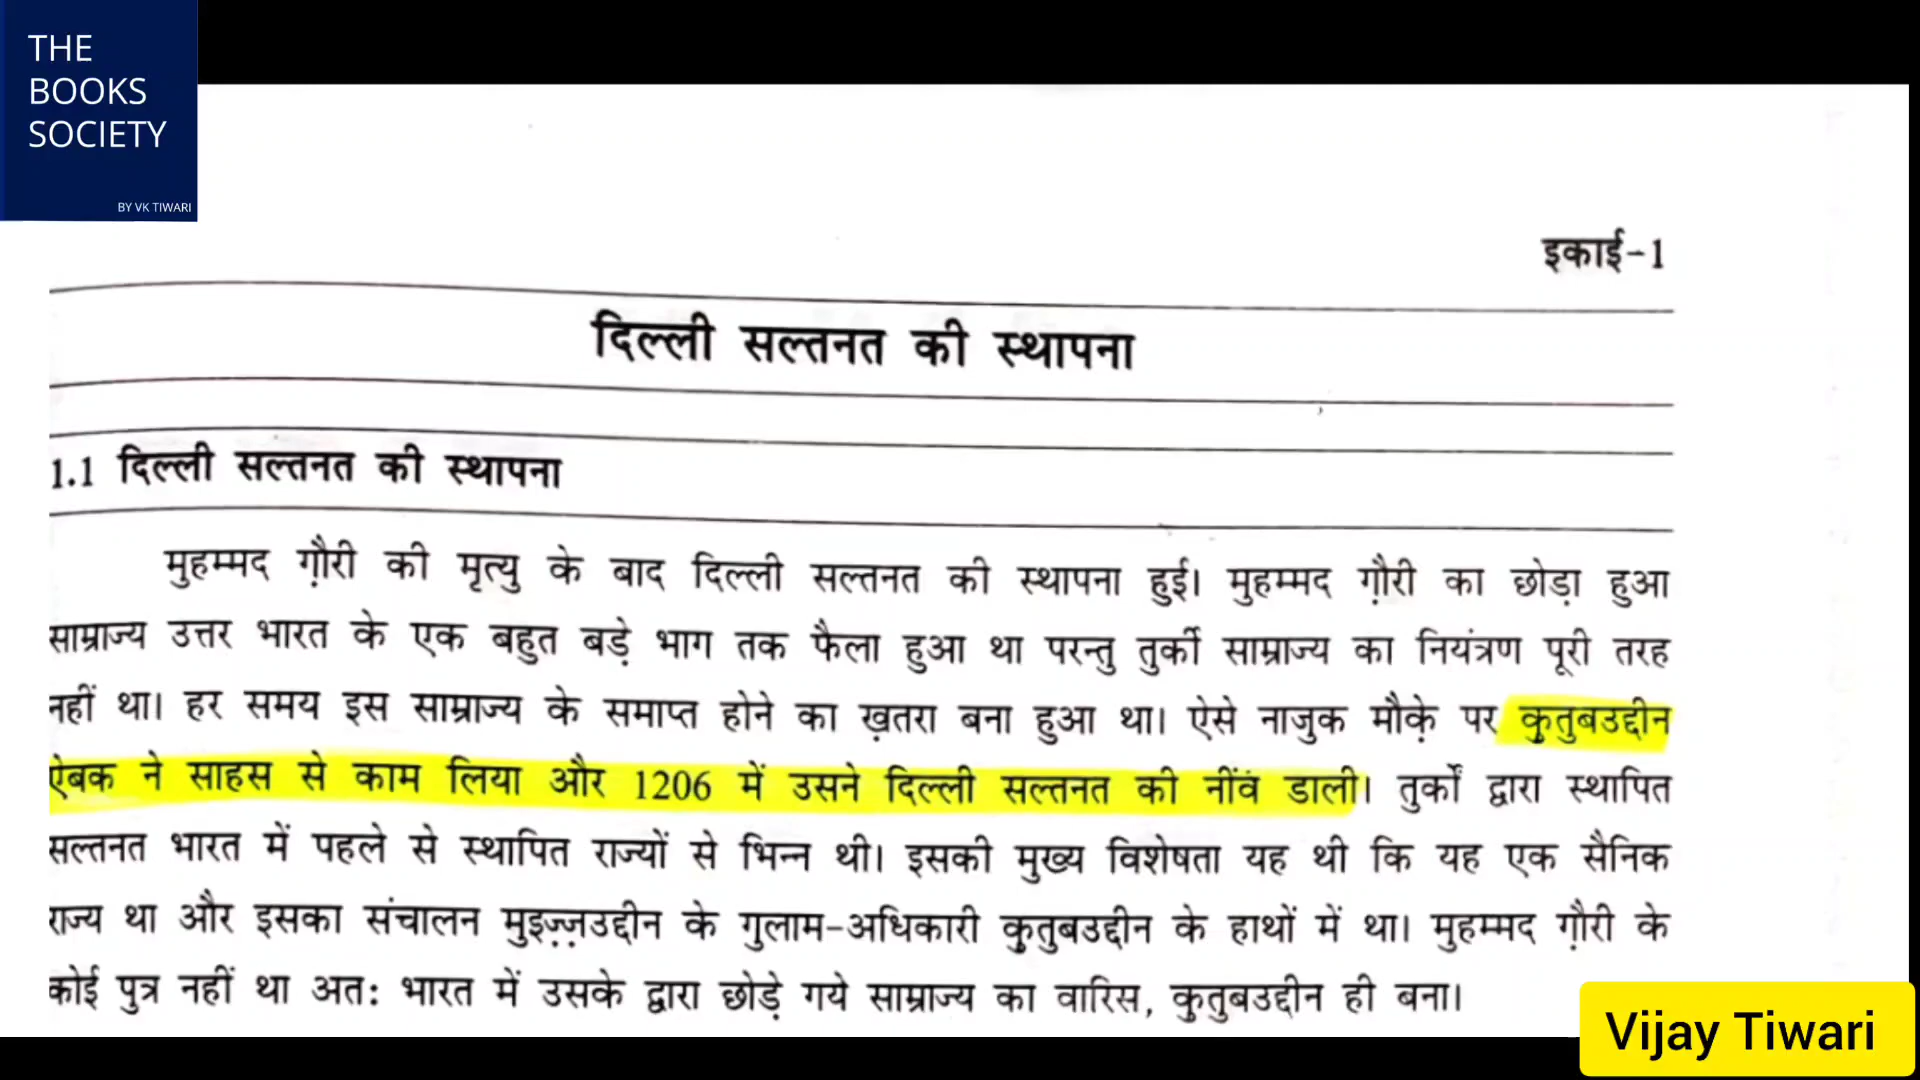 THE
BOOKS
SOCIETY
BY VK TIWARI
इकाई-1
दिल्ली सल्तनत की स्थापना
1.1 दिल्ली सल्तनत की स्थापना
मुहम्मद ग़ौरी की मृत्यु के बाद दिल्ली सल्तनत की स्थापना हुई। मुहम्मद ग़ौरी का छोड़ा हुआ
साम्राज्य उत्तर भारत के एक बहुत बड़े भाग तक फैला हुआ था परन्तु तुर्की साम्राज्य का नियंत्रण पूरी तरह
नहीं था। हर समय इस साम्राज्य के समाप्त होने का ख़तरा बना हुआ था। ऐसे नाजुक मौक़े पर क़ुतुबउद्दीन
ऐबक ने साहस से काम लिया और 1206 में उसने दिल्ली सल्तनत की नींवं डाली। तुर्कों द्वारा स्थापित
सल्तनत भारत में पहले से स्थापित राज्यों से भिन्न थी। इसकी मुख्य विशेषता यह थी कि यह एक सैनिक
राज्य था और इसका संचालन मुइज़्ज़उद्दीन के गुलाम-अधिकारी क़ुतुबउद्दीन के हाथों में था। मुहम्मद ग़ौरी के
कोई पुत्र नहीं था अतः भारत में उसके द्वारा छोड़े गये साम्राज्य का वारिस, क़ुतुबउद्दीन ही बना।
Vijay Tiwari